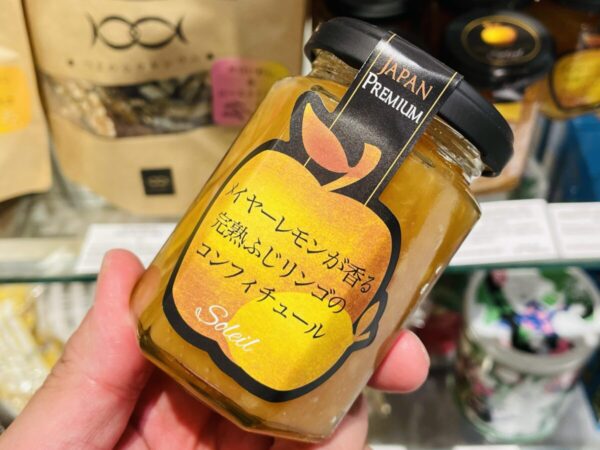 JAPAN
PREMIUM
メイヤーレモンが香る
完熟ふじリンゴの
コンフィチュール
Soleil